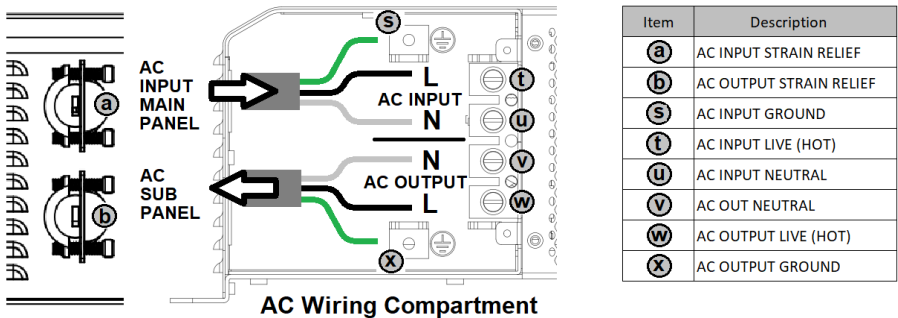 a
b
AC
INPUT
MAIN
PANEL
AC
SUB
PANEL
s
L
t
AC INPUT
N
u
N
v
AC OUTPUT
L
w
x
AC Wiring Compartment
Item Description
a AC INPUT STRAIN RELIEF
b AC OUTPUT STRAIN RELIEF
s AC INPUT GROUND
t AC INPUT LIVE (HOT)
u AC INPUT NEUTRAL
v AC OUT NEUTRAL
w AC OUTPUT LIVE (HOT)
x AC OUTPUT GROUND